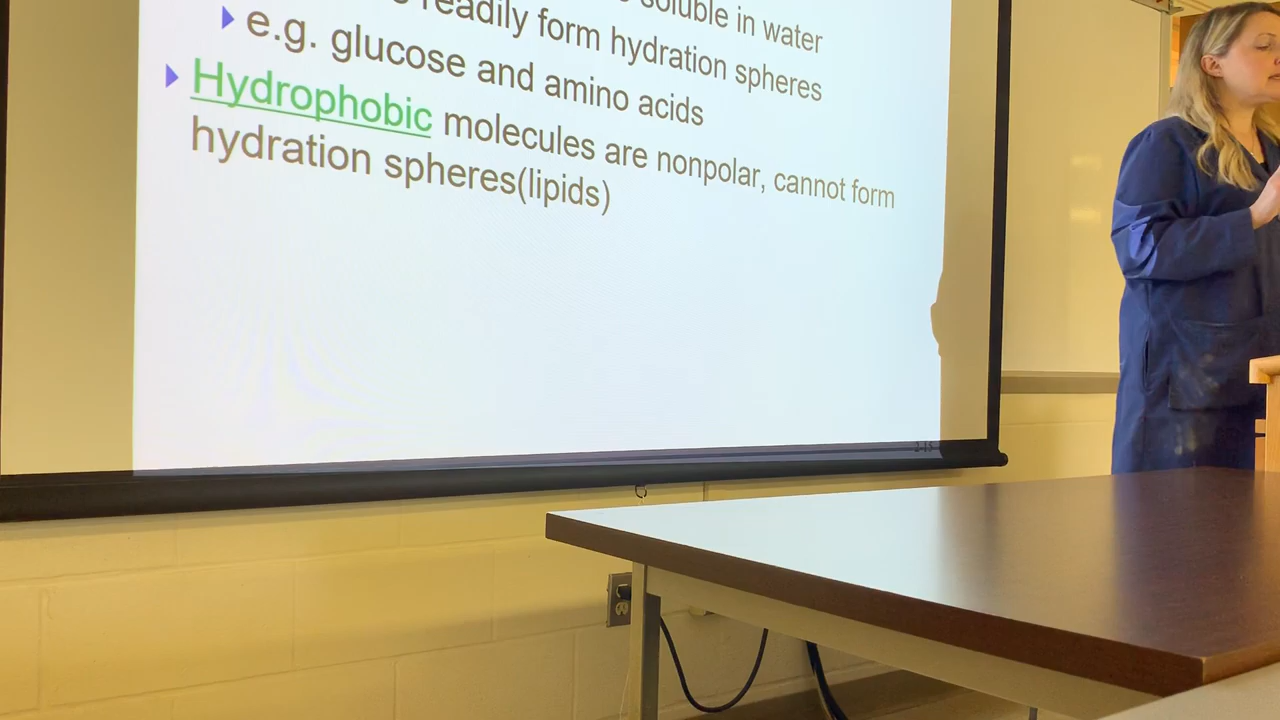 soluble in water
readily form hydration spheres
e.g. glucose and amino acids
Hydrophobic molecules are nonpolar, cannot form
hydration spheres(lipids)